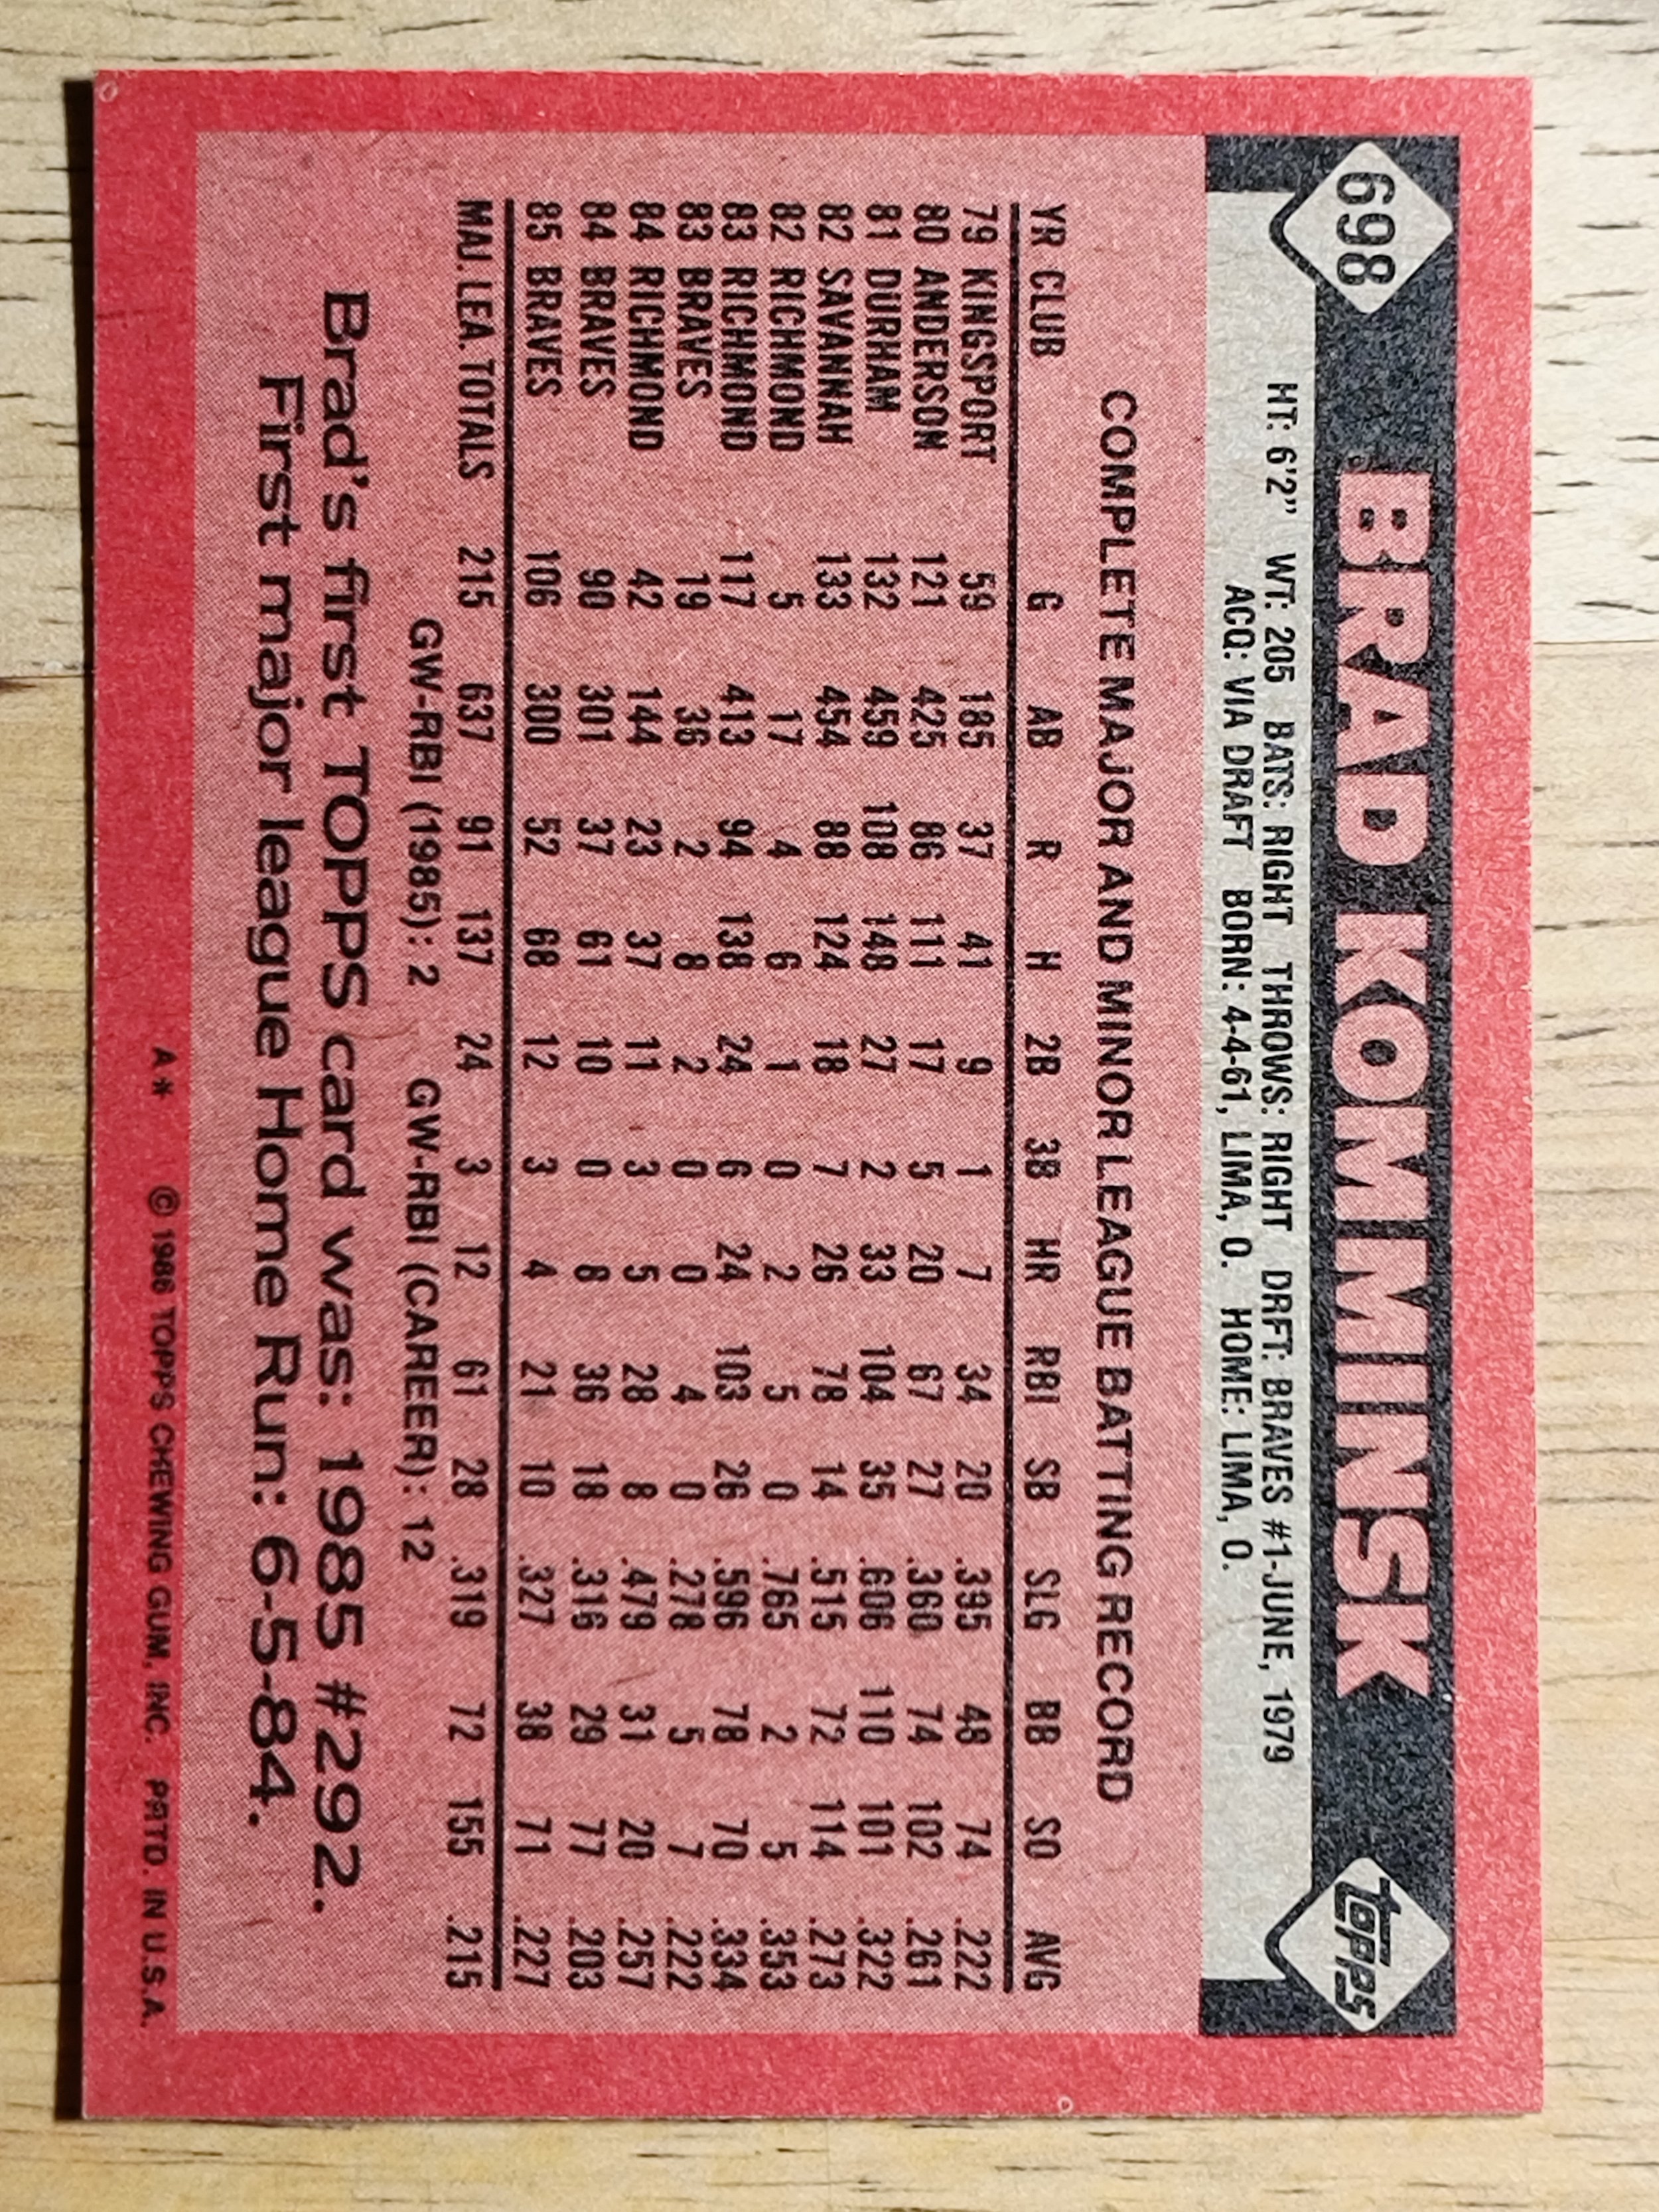 698
BRAD KOMMINSK
TOPPS
HT: 6'2" WT: 205 BATS: RIGHT THROWS: RIGHT DRFT: BRAVES #1-JUNE, 1979
ACQ: VIA DRAFT BORN: 4-4-61, LIMA, O. HOME: LIMA, O.
COMPLETE MAJOR AND MINOR LEAGUE BATTING RECORD
YR CLUB G AB R H 2B 3B HR RBI SB SLG BB SO AVG
79 KINGSPORT 59 185 37 41 9 1 7 34 20 .395 48 74 .222
80 ANDERSON 121 425 86 111 17 5 20 67 27 .360 74 102 .261
81 DURHAM 132 459 108 148 27 2 33 104 35 .606 110 101 .322
82 SAVANNAH 133 454 88 124 18 7 26 78 14 .515 72 114 .273
82 RICHMOND 5 17 4 6 1 0 2 5 0 .765 2 5 .353
83 RICHMOND 117 413 94 138 24 6 24 103 26 .596 78 70 .334
83 BRAVES 19 36 2 8 2 0 0 4 0 .278 5 7 .222
84 RICHMOND 42 144 23 37 11 3 5 28 8 .479 31 20 .257
84 BRAVES 90 301 37 61 10 0 8 36 18 .316 29 77 .203
85 BRAVES 106 300 52 68 12 3 4 21 10 .327 38 71 .227
MAJ. LEA. TOTALS 215 637 91 137 24 3 12 61 28 .319 72 155 .215
GW-RBI (1985): 2 GW-RBI (CAREER): 12
Brad's first TOPPS card was: 1985 #292.
First major league Home Run: 6-5-84.
A* © 1986 TOPPS CHEWING GUM, INC. PRTD. IN U.S.A.